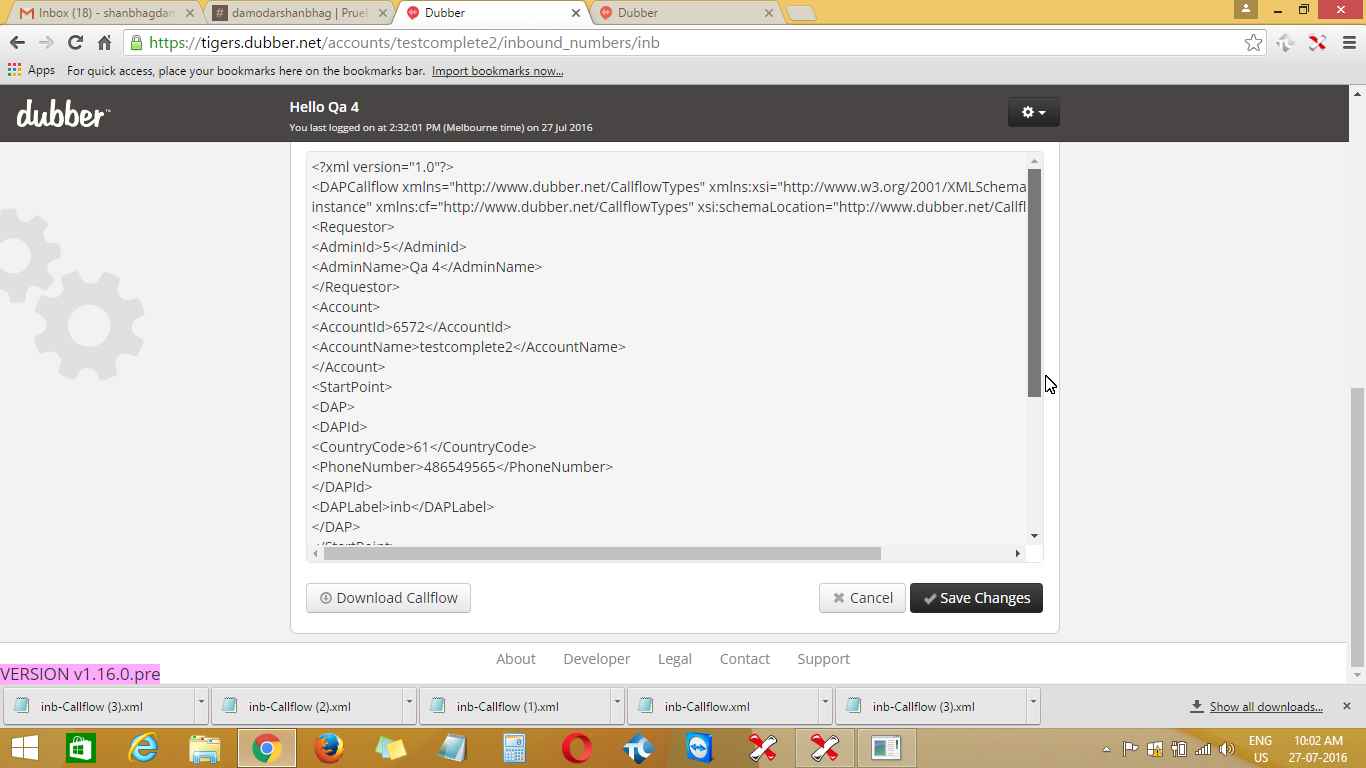 Inbox (18) - shanbhagdam
damodarshanbhag | Pruef
Dubber
Dubber
https://tigers.dubber.net/accounts/testcomplete2/inbound_numbers/inb
Apps For quick access, place your bookmarks here on the bookmarks bar. Import bookmarks now...
dubber™
Hello Qa 4
You last logged on at 2:32:01 PM (Melbourne time) on 27 Jul 2016
<?xml version="1.0"?>
<DAPCallflow xmlns="http://www.dubber.net/CallflowTypes" xmlns:xsi="http://www.w3.org/2001/XMLSchema
instance" xmlns:cf="http://www.dubber.net/CallflowTypes" xsi:schemaLocation="http://www.dubber.net/Callfl
<Requestor>
<AdminId>5</AdminId>
<AdminName>Qa 4</AdminName>
</Requestor>
<Account>
<AccountId>6572</AccountId>
<AccountName>testcomplete2</AccountName>
</Account>
<StartPoint>
<DAP>
<DAPId>
<CountryCode>61</CountryCode>
<PhoneNumber>486549565</PhoneNumber>
</DAPId>
<DAPLabel>inb</DAPLabel>
</DAP>
</StartPoint>
Download Callflow
Cancel
Save Changes
About Developer Legal Contact Support
VERSION v1.16.0.pre
inb-Callflow (3).xml
inb-Callflow (2).xml
inb-Callflow (1).xml
inb-Callflow.xml
inb-Callflow (3).xml
Show all downloads...
ENG
US
10:02 AM
27-07-2016